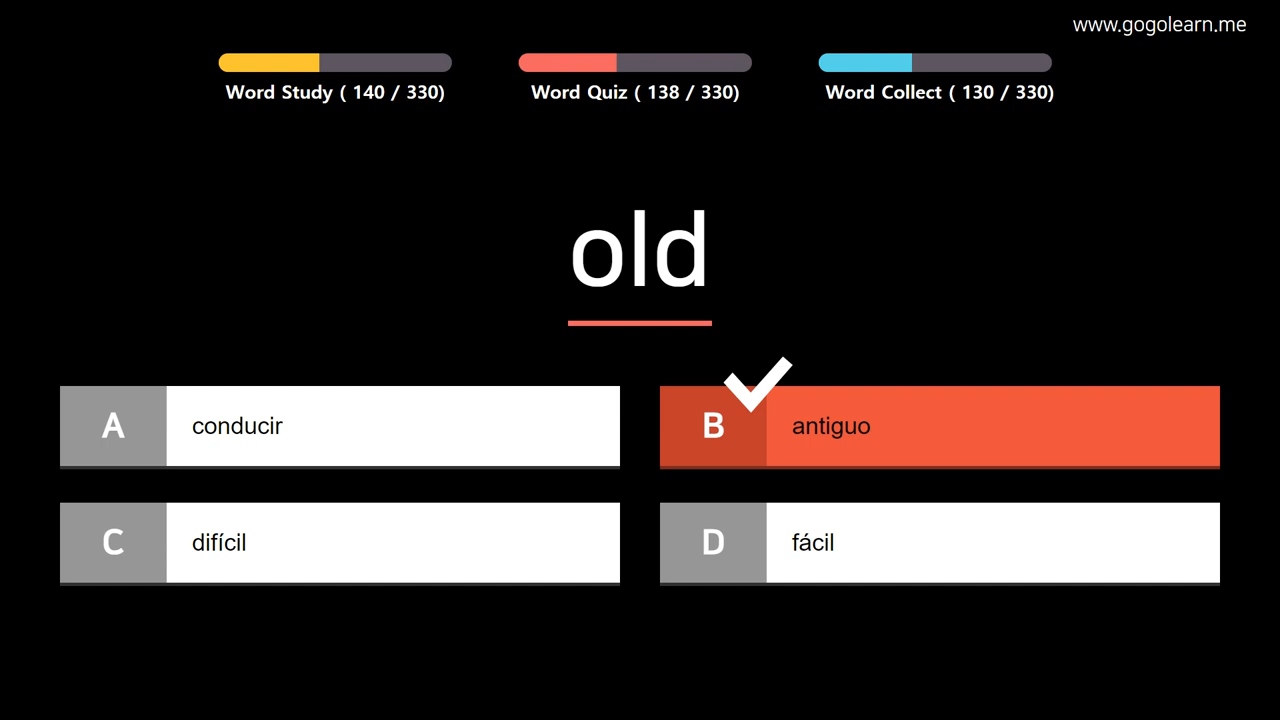 www.gogolearn.me
Word Study ( 140 / 330)
Word Quiz ( 138 / 330)
Word Collect ( 130 / 330)
old
A conducir
B antiguo
C difícil
D fácil